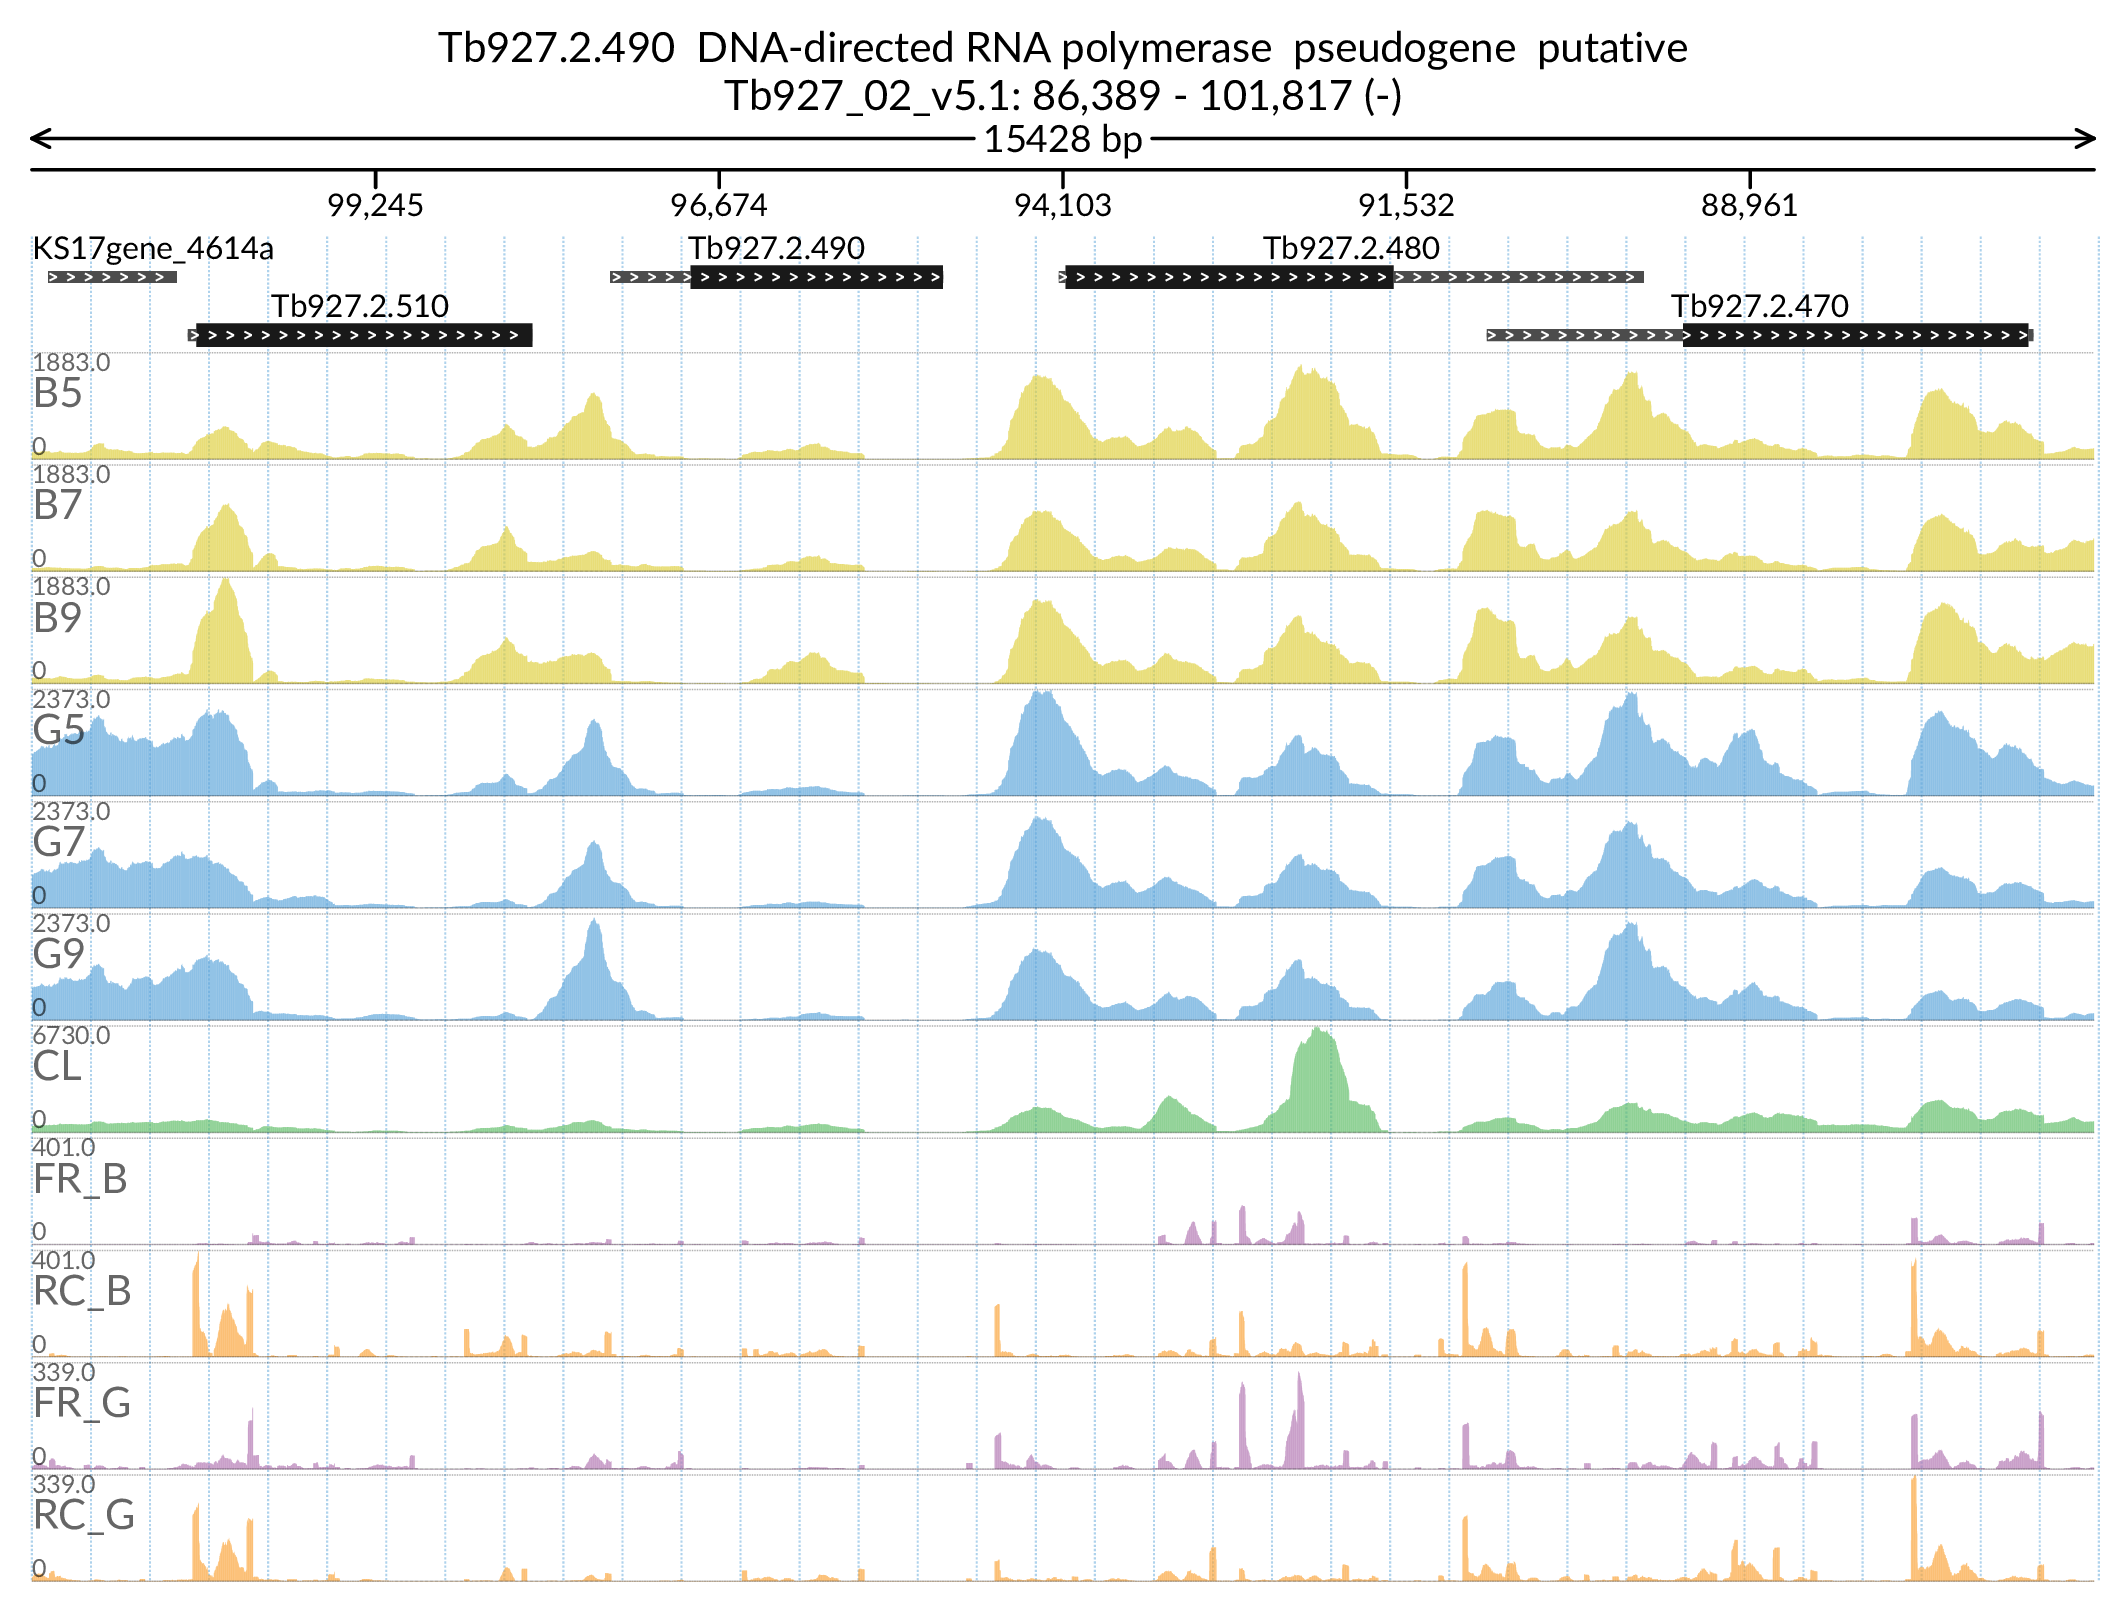 Tb927.2.490  DNA-directed RNA polymerase  pseudogene  putative
Tb927_02_v5.1: 86,389 - 101,817 (-)
15428 bp
99,245 96,674 94,103 91,532 88,961
KS17gene_4614a Tb927.2.490 Tb927.2.480
Tb927.2.510 Tb927.2.470
1883.0
B5
0
1883.0
B7
0
1883.0
B9
0
2373.0
G5
0
2373.0
G7
0
2373.0
G9
0
6730.0
CL
0
401.0
FR_B
0
401.0
RC_B
0
339.0
FR_G
0
339.0
RC_G
0